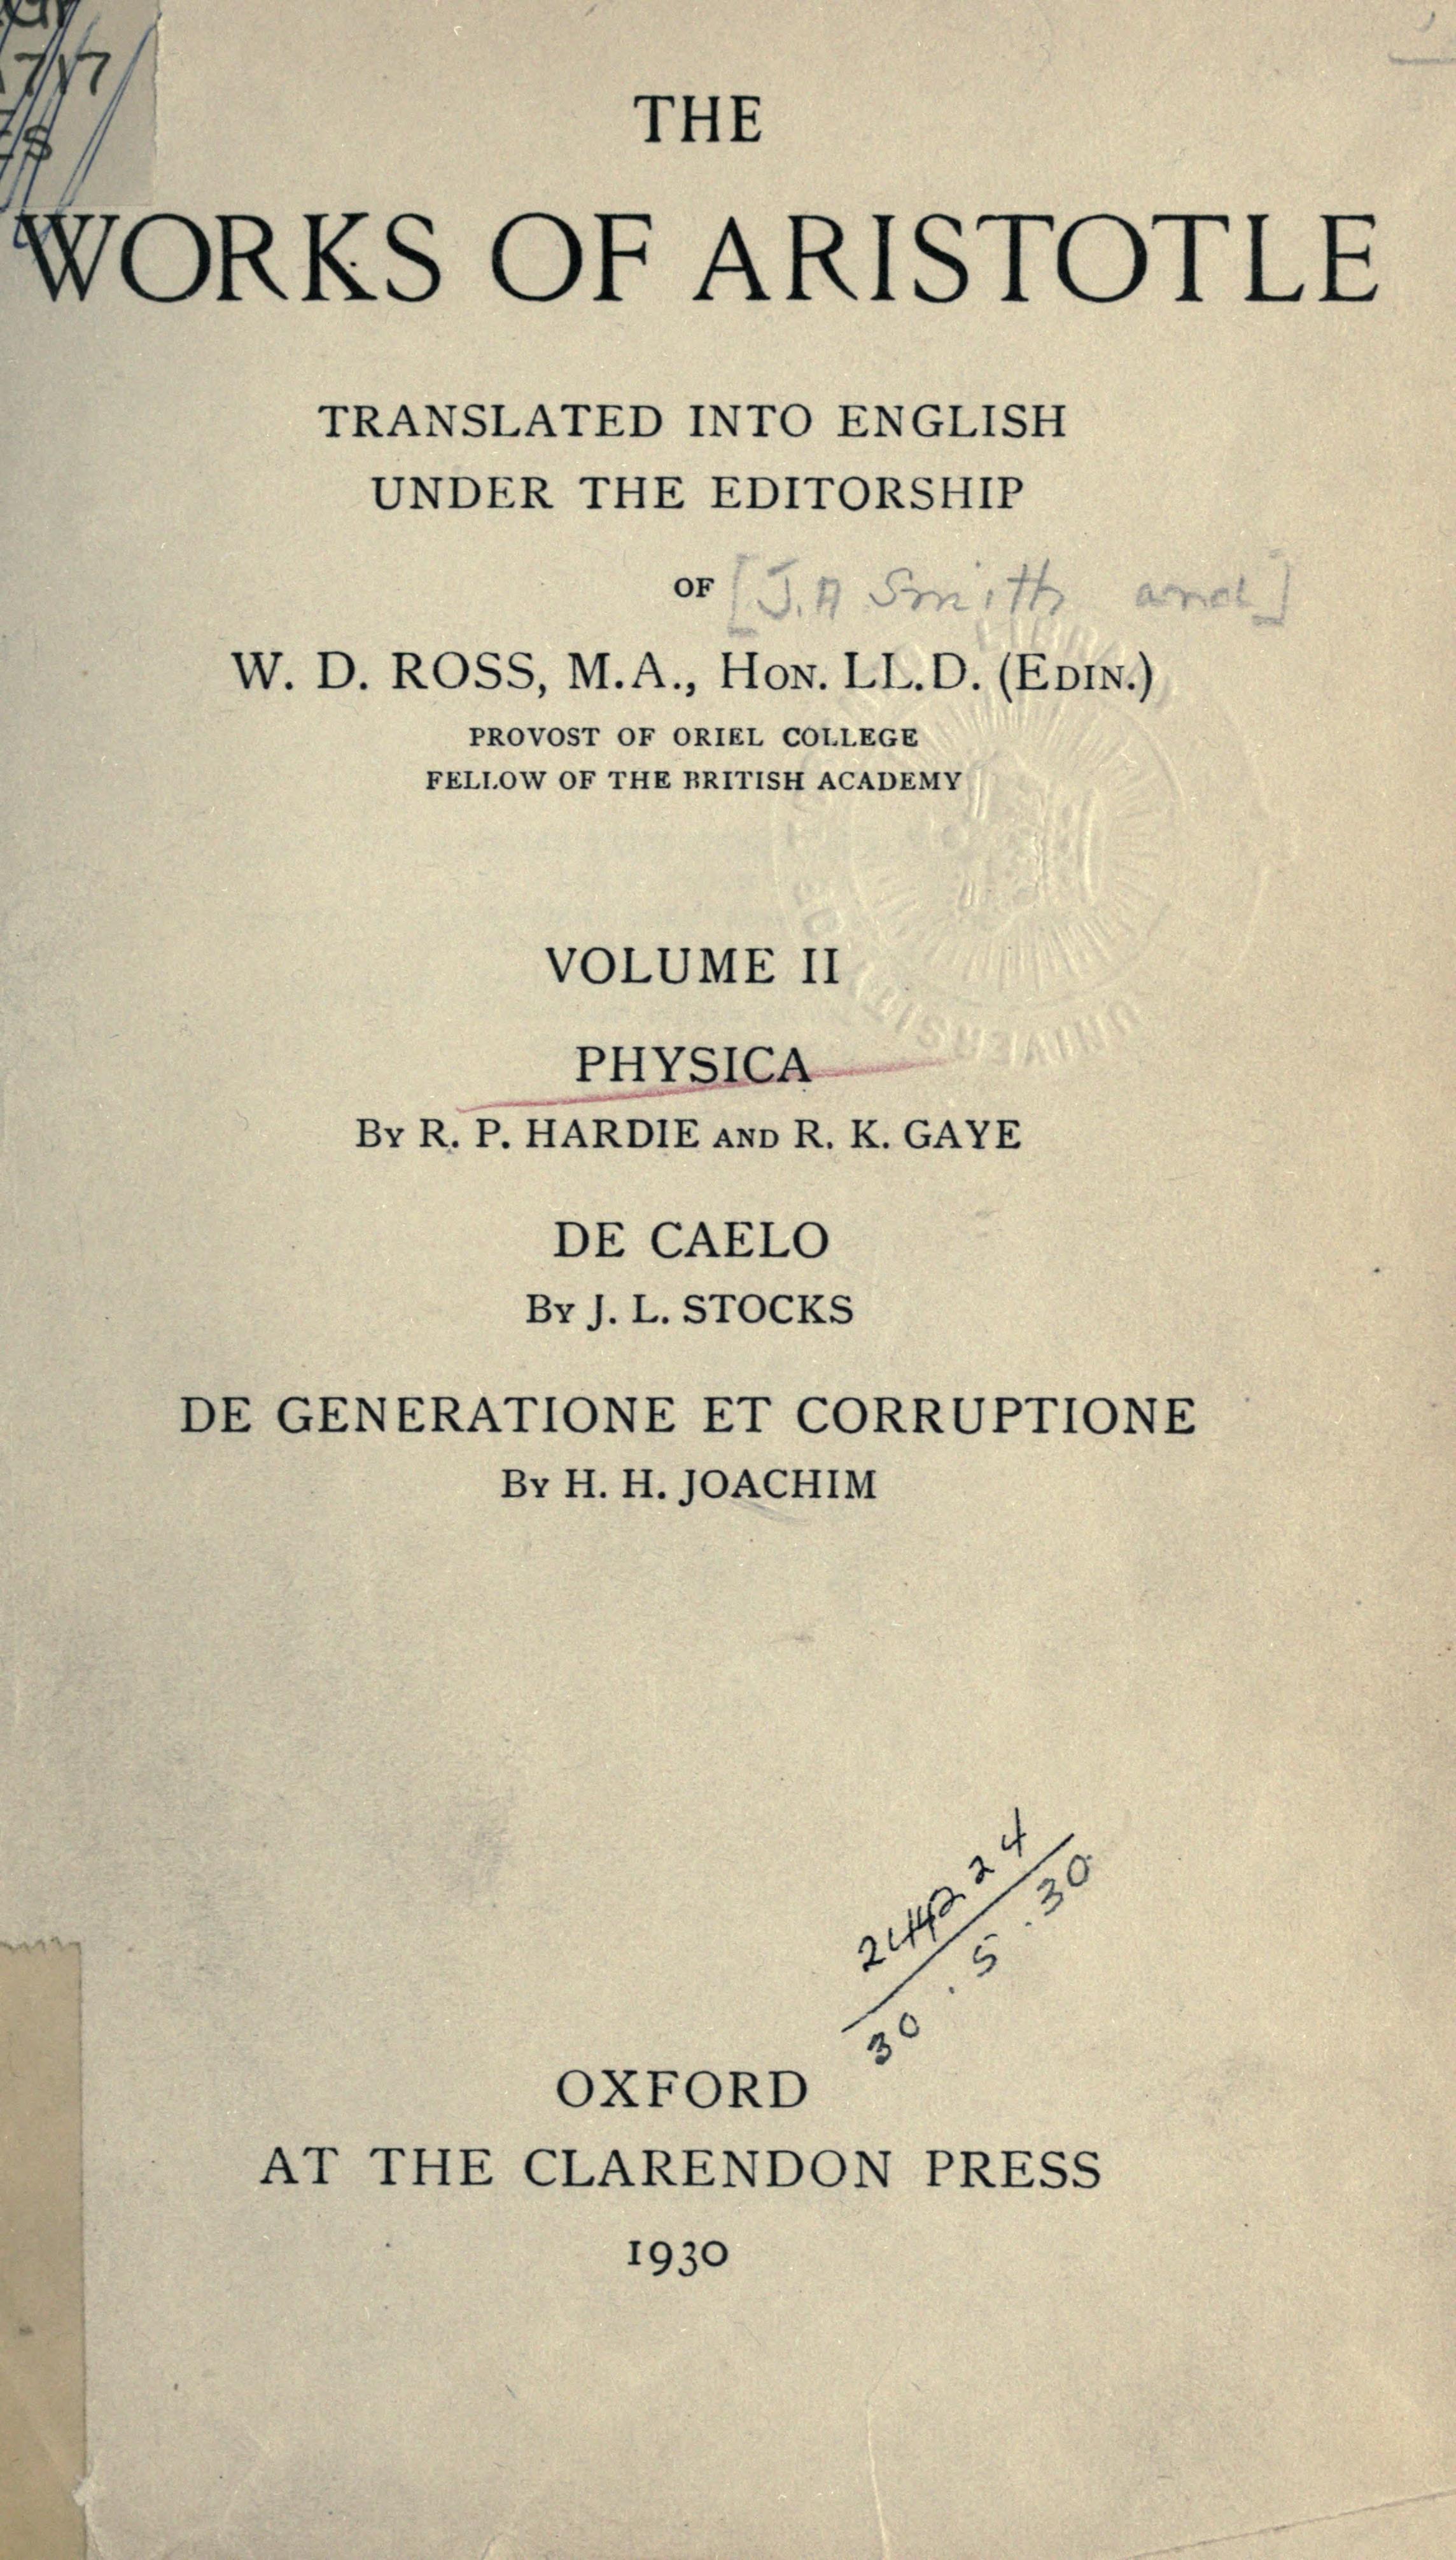 THE
WORKS OF ARISTOTLE
TRANSLATED INTO ENGLISH
UNDER THE EDITORSHIP
OF [J. A Smith and]
W. D. ROSS, M.A., HON. LL.D. (EDIN.)
PROVOST OF ORIEL COLLEGE
FELLOW OF THE BRITISH ACADEMY
VOLUME II
PHYSICA
BY R. P. HARDIE AND R. K. GAYE
DE CAELO
BY J. L. STOCKS
DE GENERATIONE ET CORRUPTIONE
BY H. H. JOACHIM
30.5.30
OXFORD
AT THE CLARENDON PRESS
1930